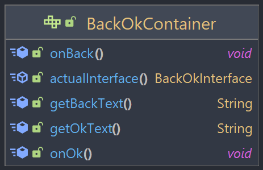 BackOkContainer
onBack() void
actualInterface() BackOkInterface
getBackText() String
getOkText() String
onOk() void